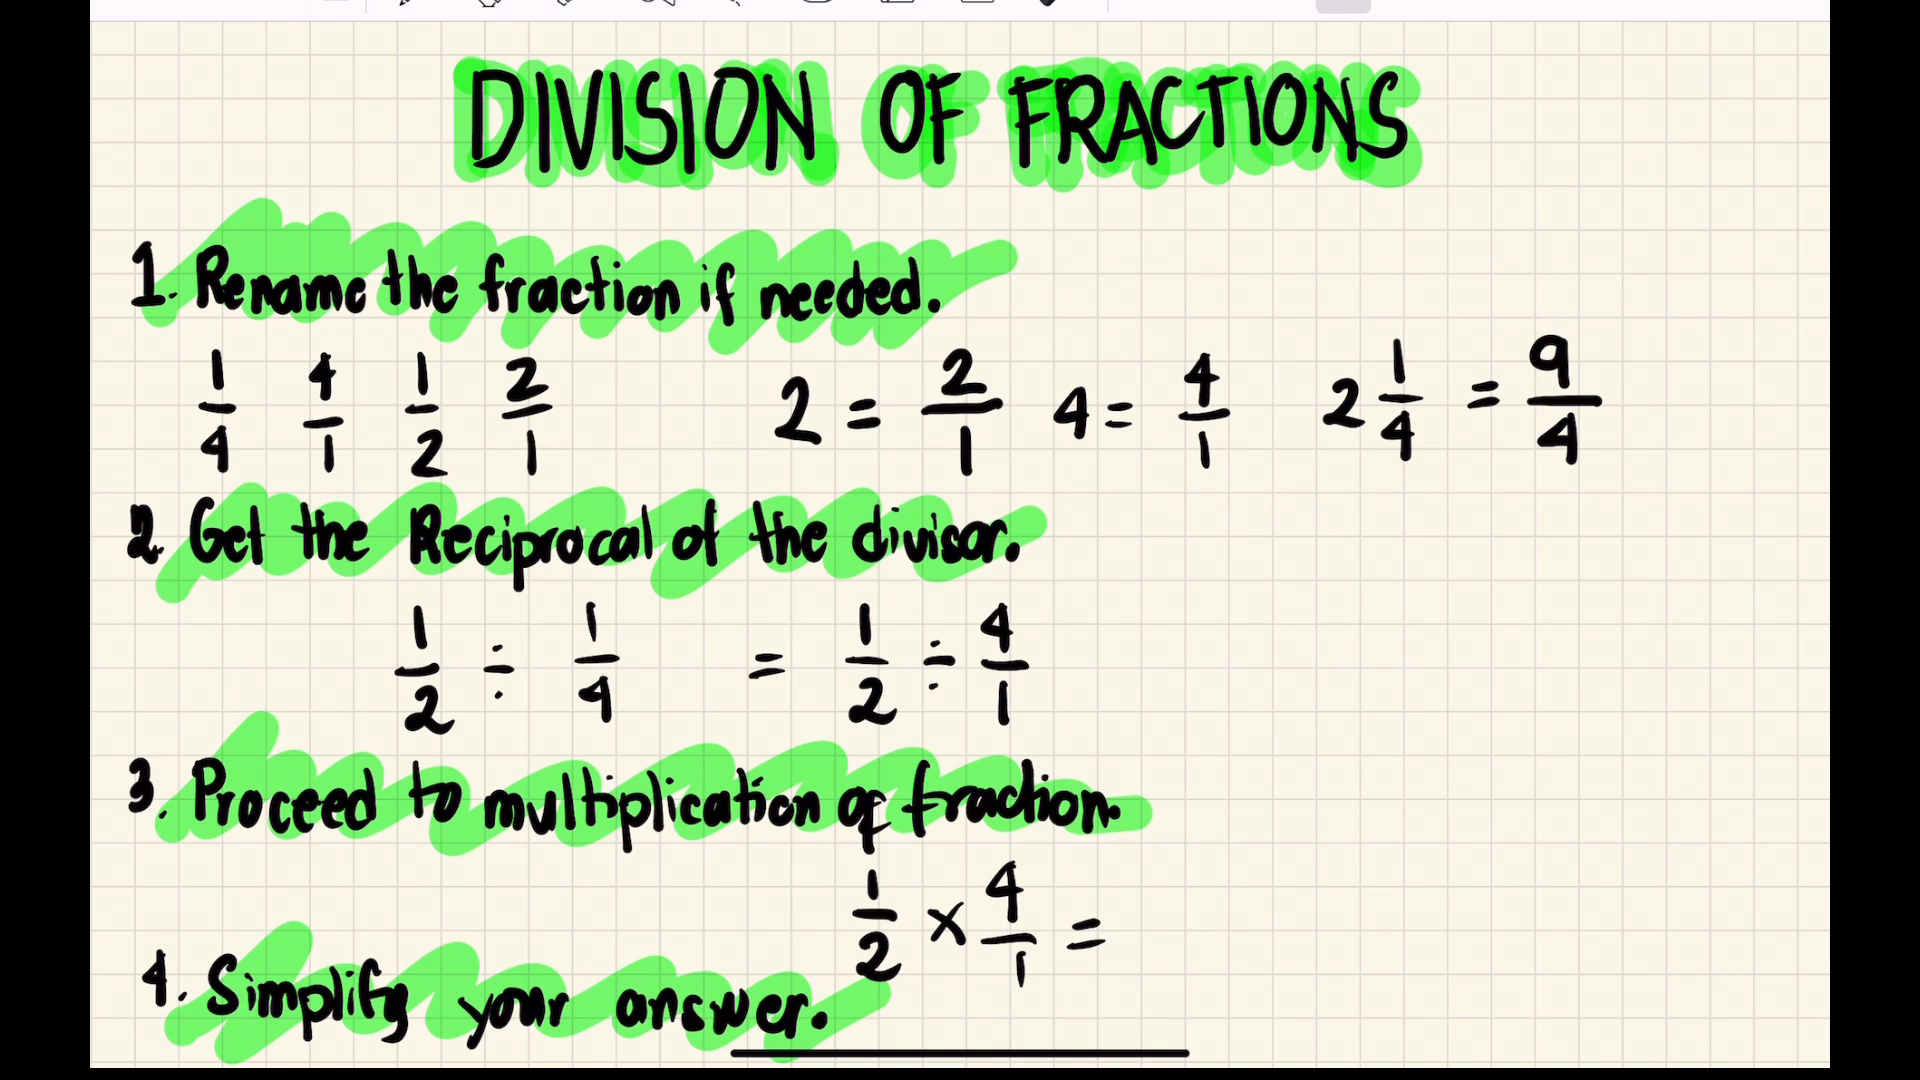 DIVISION OF FRACTIONS
1. Rename the fraction if needed.
1/4 4/1 1/2 2/1 2 = 2/1 4 = 4/1 2 1/4 = 9/4
2. Get the Reciprocal of the divisor.
1/2 ÷ 1/4 = 1/2 ÷ 4/1
3. Proceed to multiplication of fraction.
1/2 × 4/1 =
4. Simplify your answer.